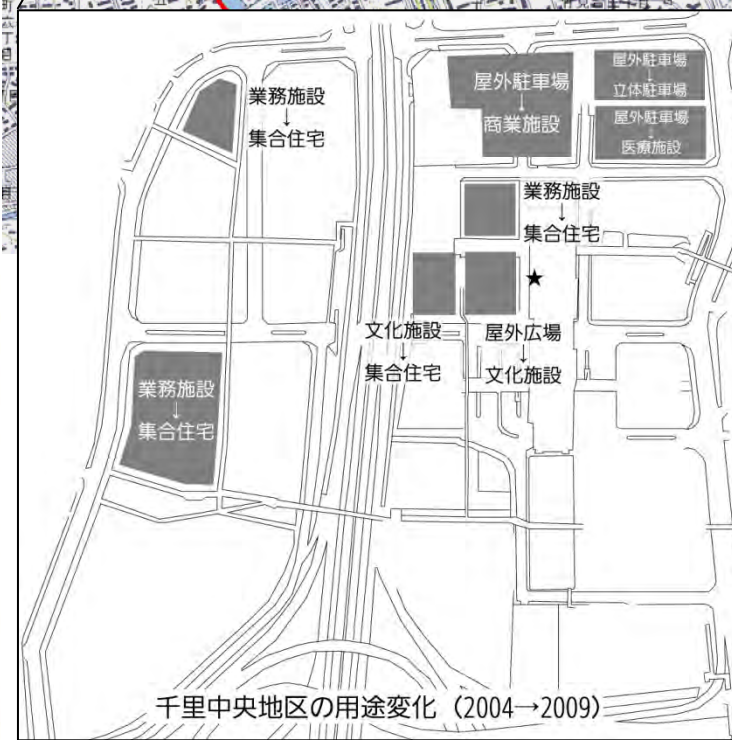 業務施設
↓
集合住宅
屋外駐車場
↓
商業施設
屋外駐車場
↓
立体駐車場
屋外駐車場
↓
医療施設
業務施設
↓
集合住宅
★
文化施設
↓
集合住宅
屋外広場
↓
文化施設
業務施設
↓
集合住宅
千里中央地区の用途変化（2004→2009）